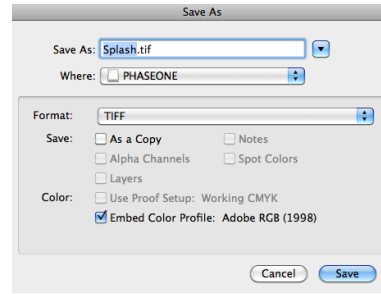 Save As
Save As: Splash.tif
Where: PHASEONE
Format: TIFF
Save: As a Copy Notes
Alpha Channels Spot Colors
Layers
Color: Use Proof Setup: Working CMYK
Embed Color Profile: Adobe RGB (1998)
Cancel Save